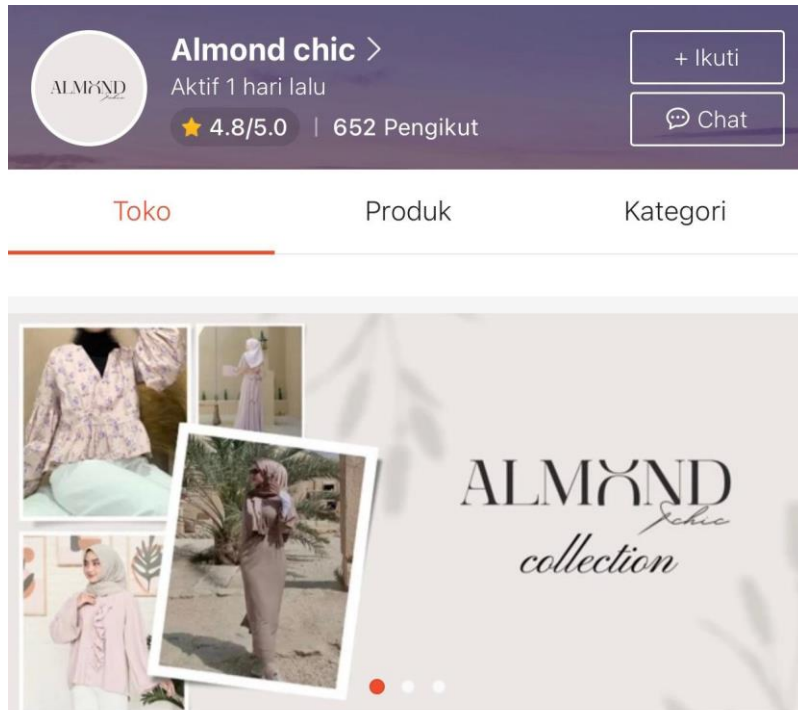 ALMOND
chic
Almond chic >
Aktif 1 hari lalu
4.8/5.0 | 652 Pengikut
+ Ikuti
Chat
Toko
Produk
Kategori
ALMOND
chic
collection